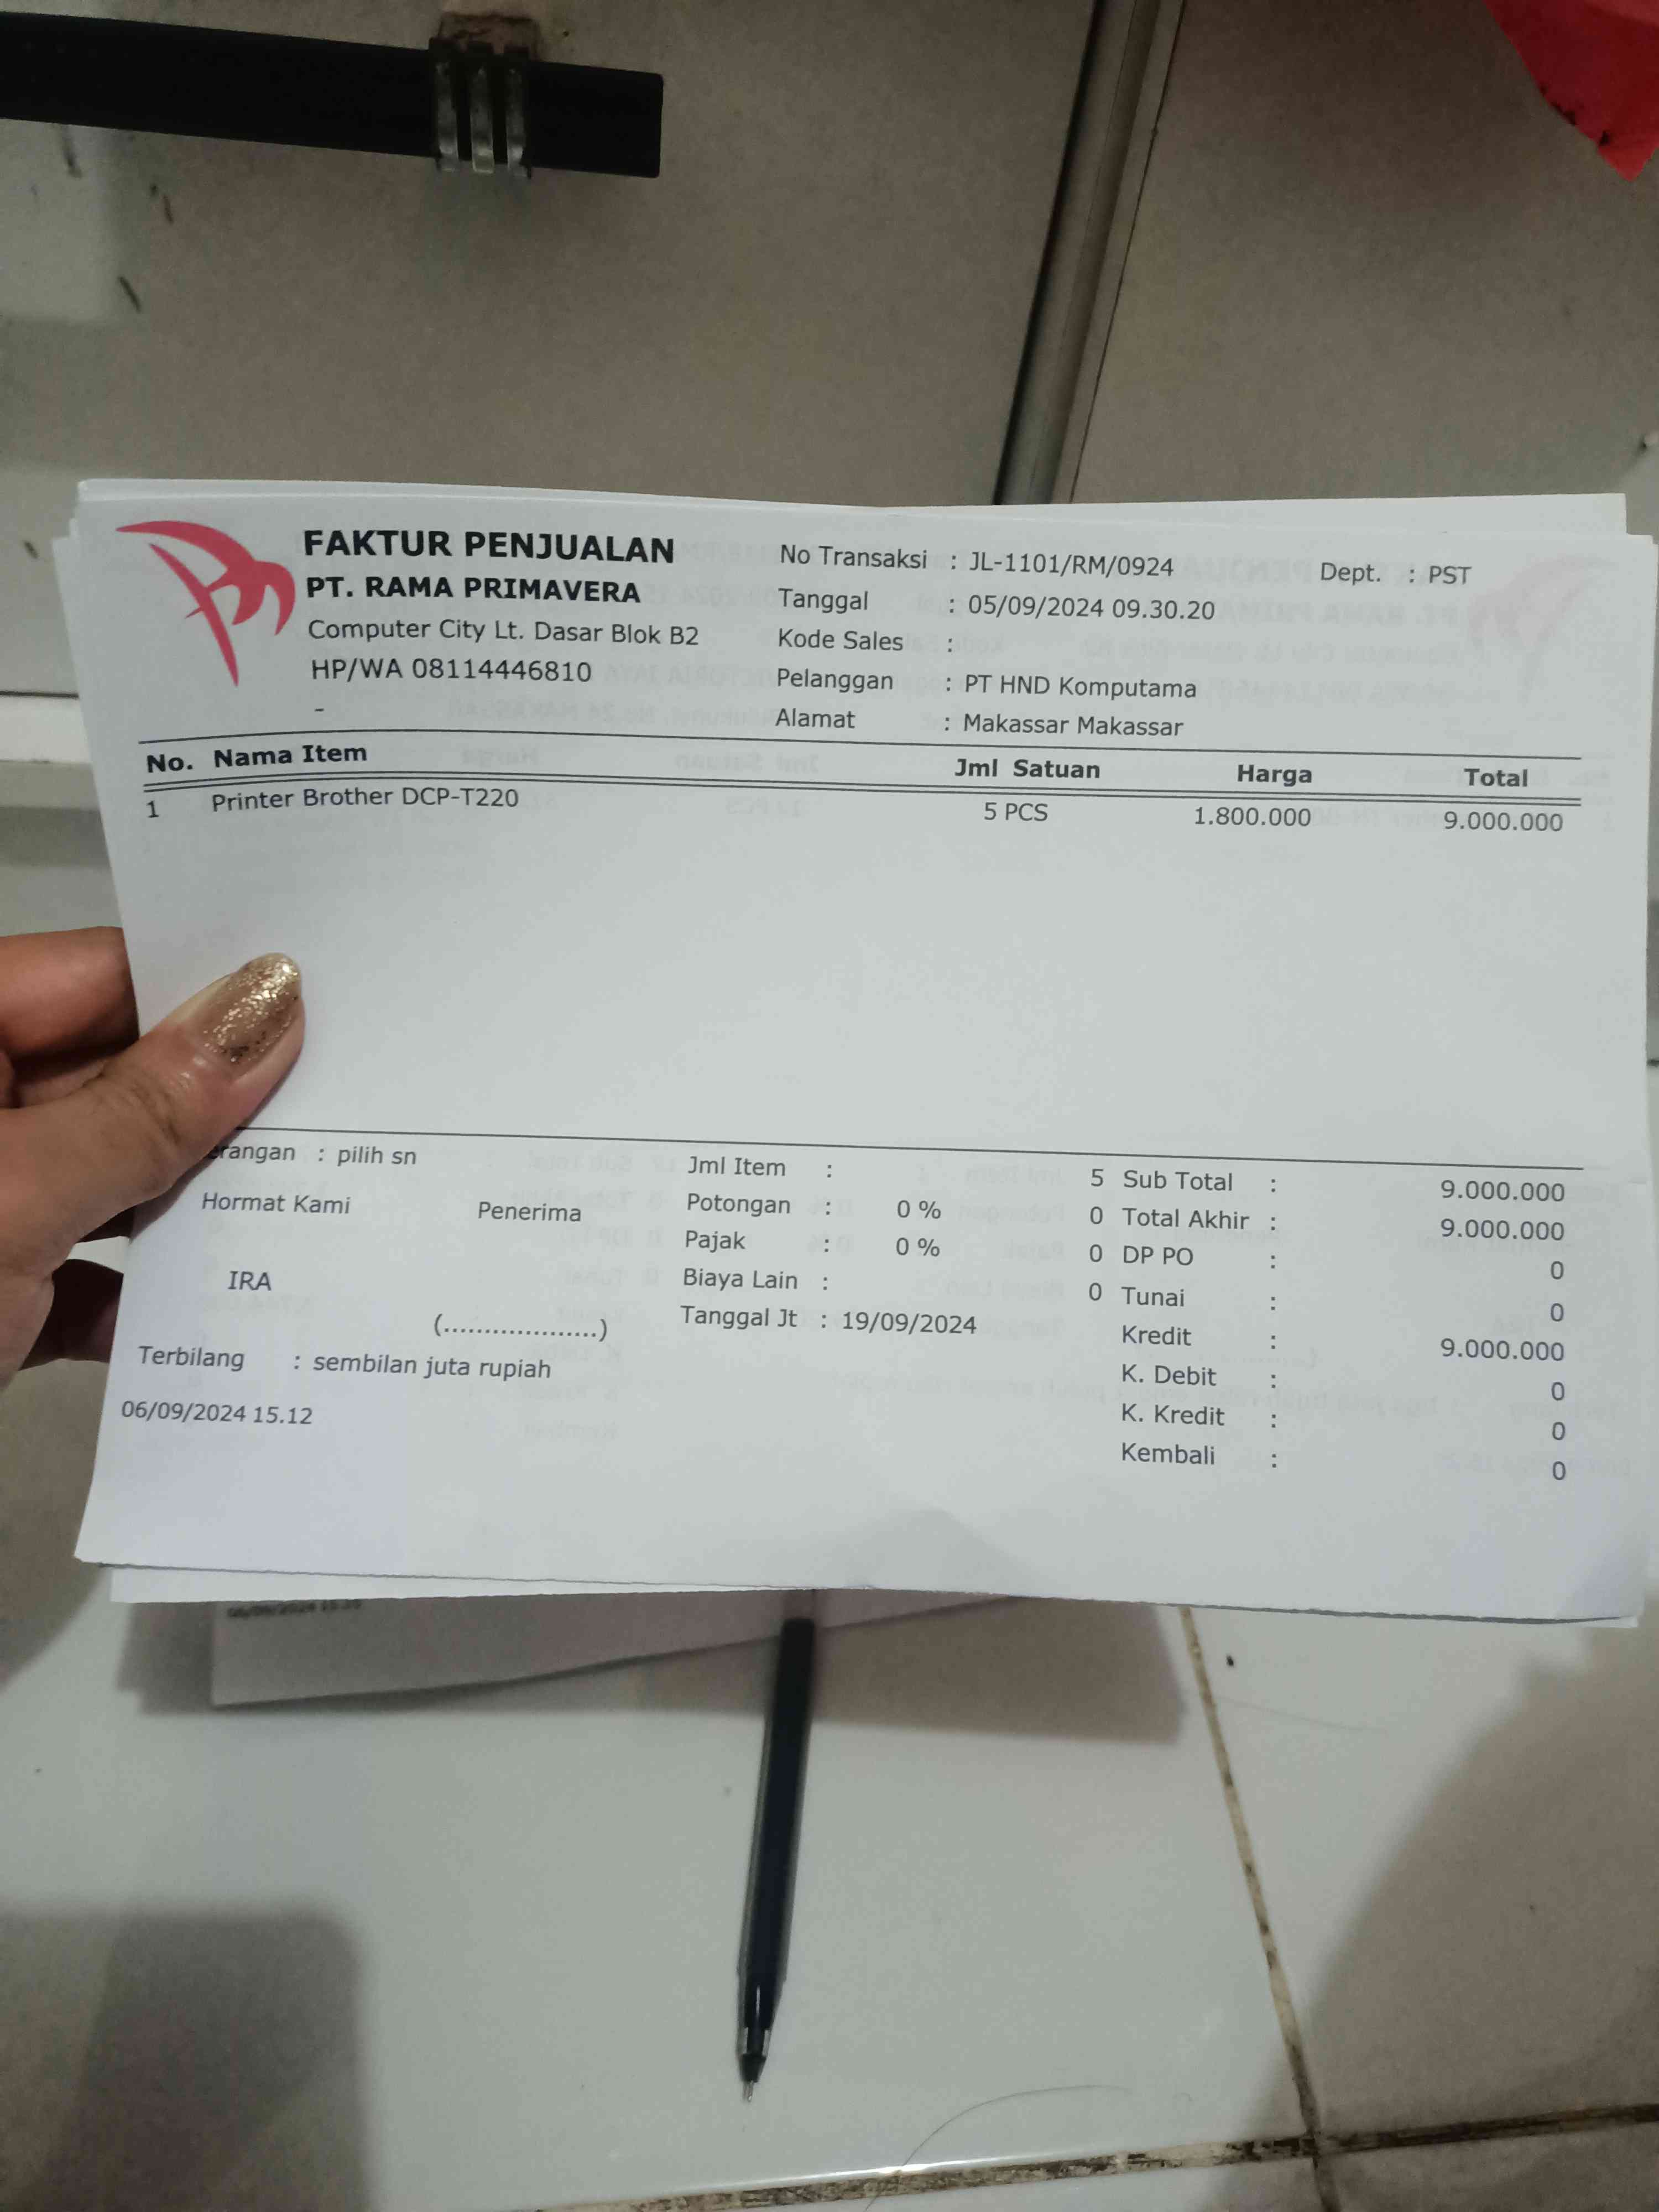 FAKTUR PENJUALAN
PT. RAMA PRIMAVERA
Computer City Lt. Dasar Blok B2
HP/WA 08114446810
-
No Transaksi : JL-1101/RM/0924 Dept. : PST
Tanggal : 05/09/2024 09.30.20
Kode Sales :
Pelanggan : PT HND Komputama
Alamat : Makassar Makassar
No. Nama Item Jml Satuan Harga Total
1 Printer Brother DCP-T220 5 PCS 1.800.000 9.000.000
erangan : pilih sn
Hormat Kami Penerima
IRA
(...................)
Terbilang : sembilan juta rupiah
06/09/2024 15.12
Jml Item : 5
Potongan : 0 % 0
Pajak : 0 % 0
Biaya Lain : 0
Tanggal Jt : 19/09/2024
Sub Total : 9.000.000
Total Akhir : 9.000.000
DP PO : 0
Tunai : 0
Kredit : 9.000.000
K. Debit : 0
K. Kredit : 0
Kembali : 0